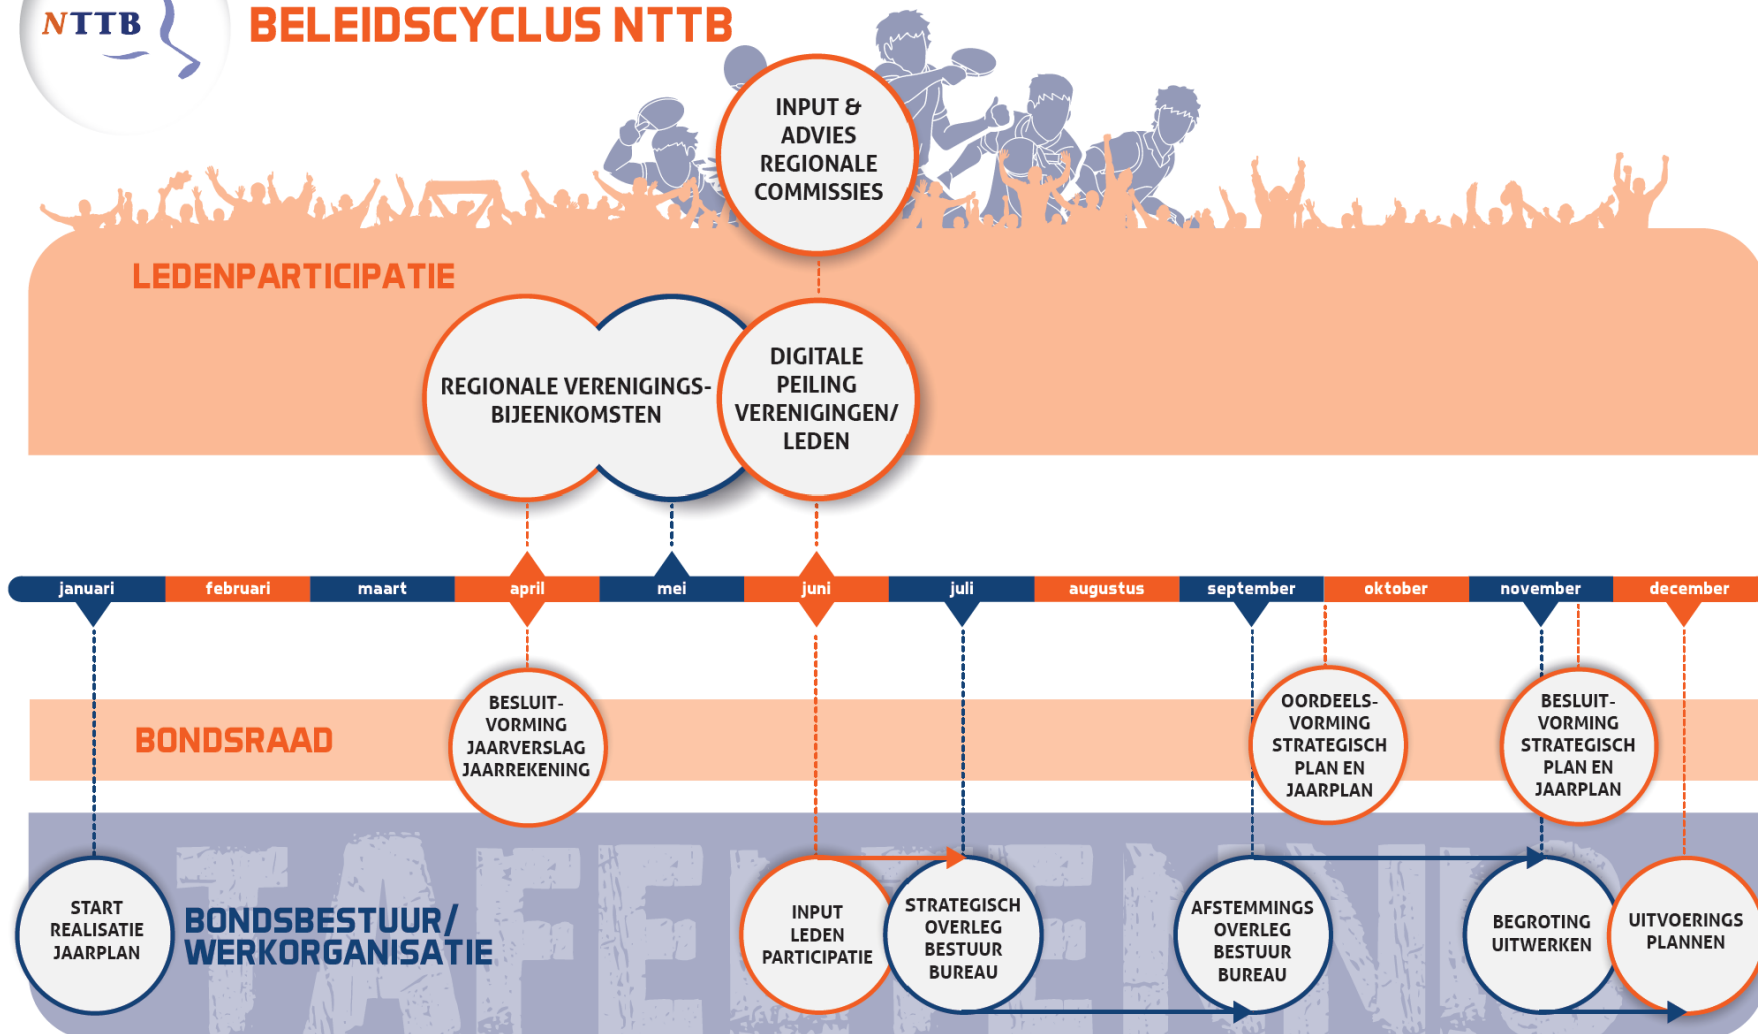 NTTB
BELEIDSCYCLUS NTTB
INPUT &
ADVIES
REGIONALE
COMMISSIES
LEDENPARTICIPATIE
REGIONALE VERENIGINGS-
BIJEENKOMSTEN
DIGITALE
PEILING
VERENIGINGEN/
LEDEN
januari
februari
maart
april
mei
juni
juli
augustus
september
oktober
november
december
BONDSRAAD
BESLUIT-
VORMING
JAARVERSLAG
JAARREKENING
OORDEELS-
VORMING
STRATEGISCH
PLAN EN
JAARPLAN
BESLUIT-
VORMING
STRATEGISCH
PLAN EN
JAARPLAN
BONDSBESTUUR/
WERKORGANISATIE
START
REALISATIE
JAARPLAN
INPUT
LEDEN
PARTICIPATIE
STRATEGISCH
OVERLEG
BESTUUR
BUREAU
AFSTEMMINGS
OVERLEG
BESTUUR
BUREAU
BEGROTING
UITWERKEN
UITVOERINGS
PLANNEN